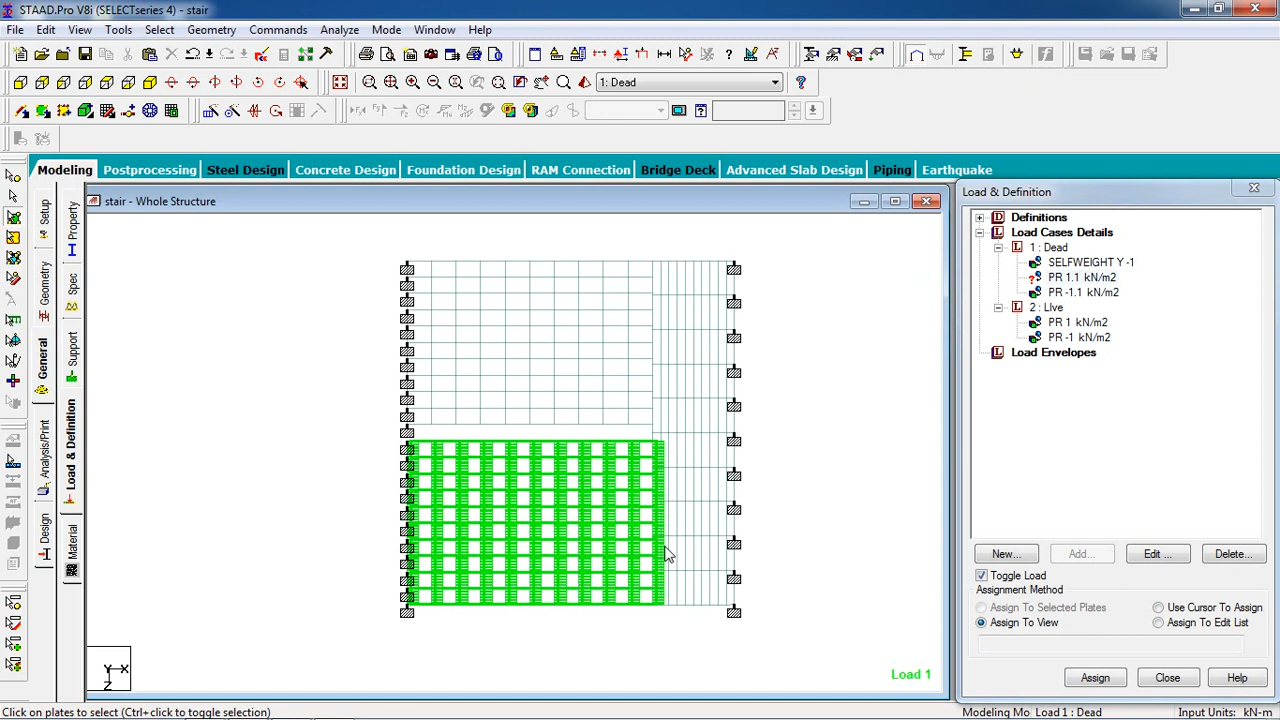 STAAD.Pro V8i (SELECTseries 4) - stair
File Edit View Tools Select Geometry Commands Analyze Mode Window Help
1: Dead
Modeling Postprocessing Steel Design Concrete Design Foundation Design RAM Connection Bridge Deck Advanced Slab Design Piping Earthquake
stair - Whole Structure
Setup
Geometry
General
Analysis/Print
Design
Property
Spec
Support
Load & Definition
Material
Y X
Z
Load 1
Load & Definition
Definitions
Load Cases Details
1 : Dead
SELFWEIGHT Y -1
PR 1.1 kN/m2
PR -1.1 kN/m2
2 : LIve
PR 1 kN/m2
PR -1 kN/m2
Load Envelopes
New... Add... Edit ... Delete...
Toggle Load
Assignment Method
Assign To Selected Plates Use Cursor To Assign
Assign To View Assign To Edit List
Assign Close Help
Click on plates to select (Ctrl+click to toggle selection) Modeling Mo Load 1 : Dead Input Units: kN-m